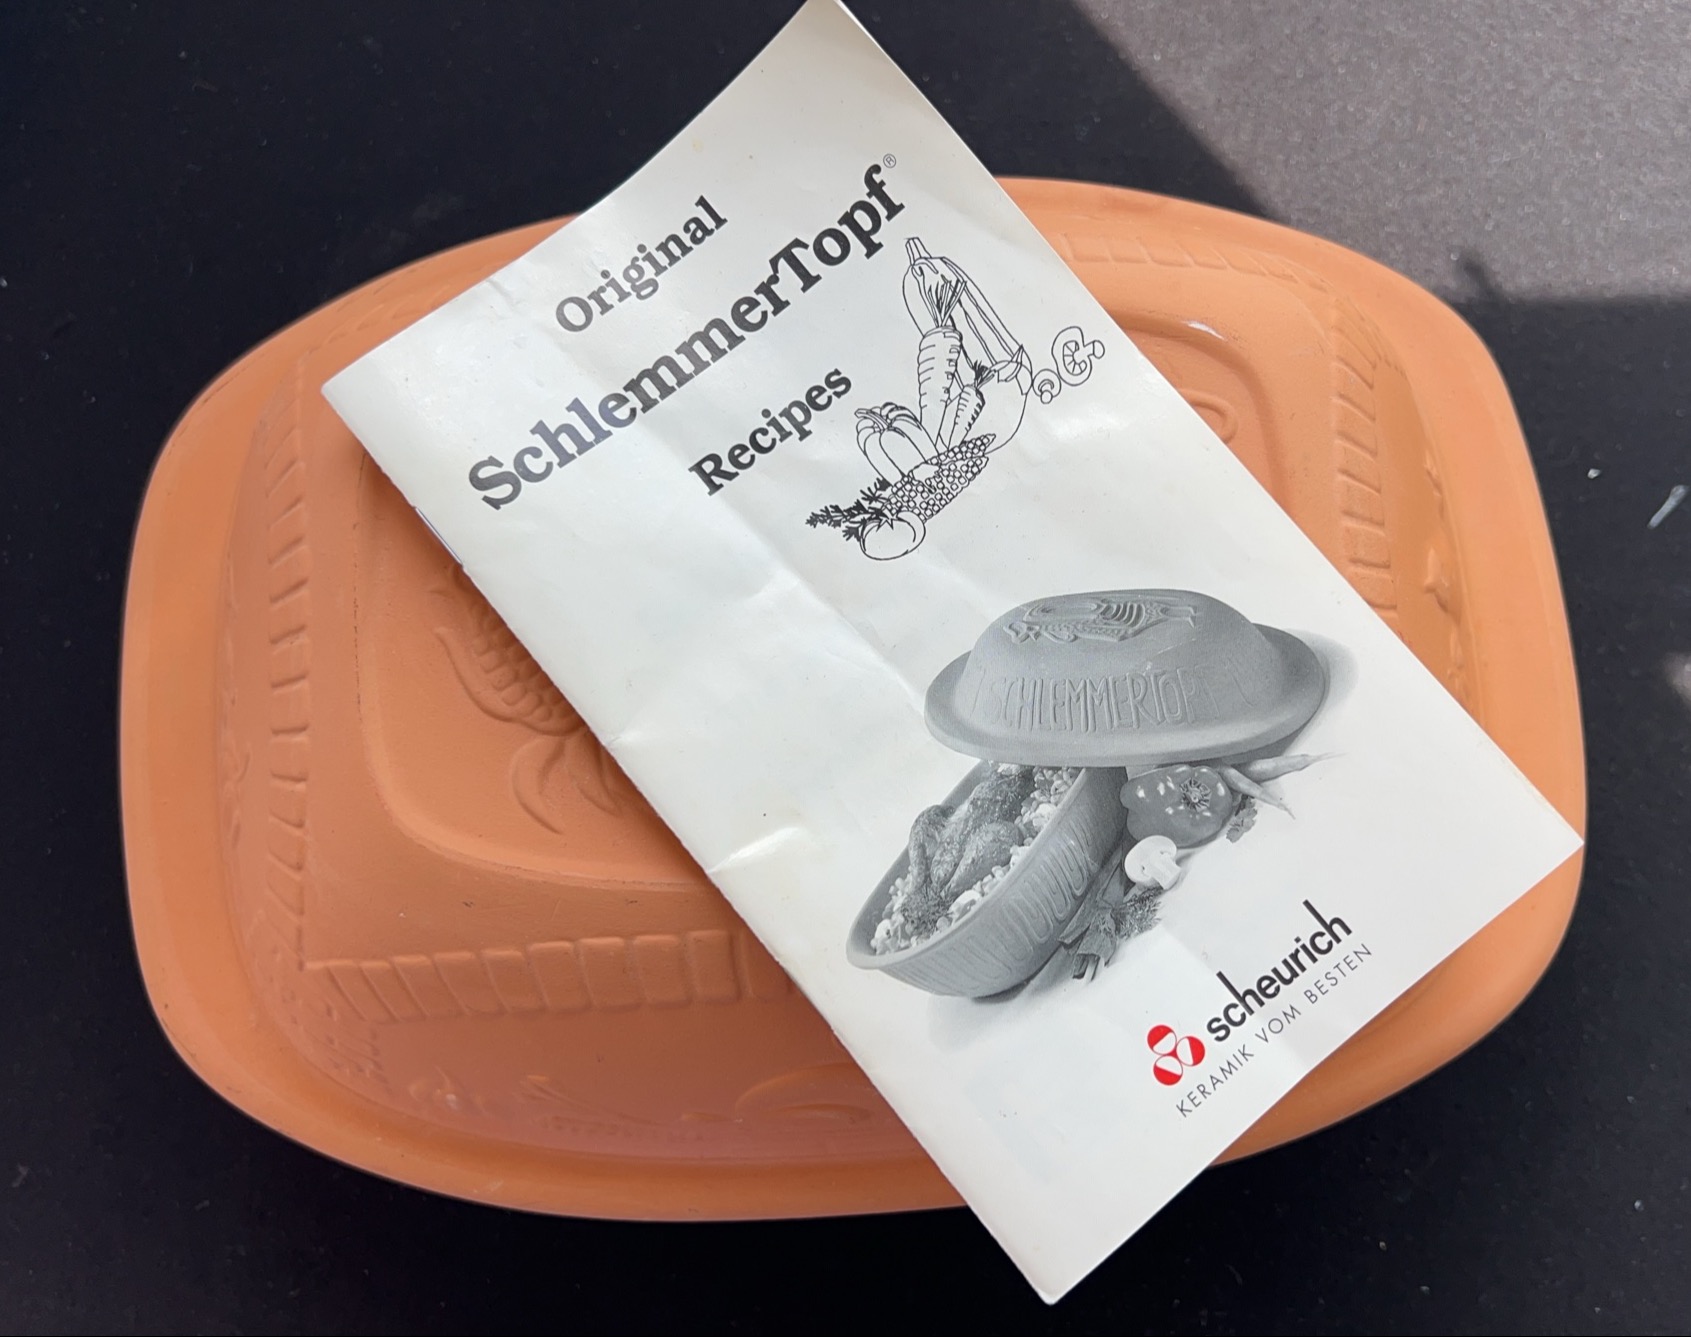 Original
SchlemmerTopf®
Recipes
SCHLEMMERTOPF
scheurich
KERAMIK VOM BESTEN